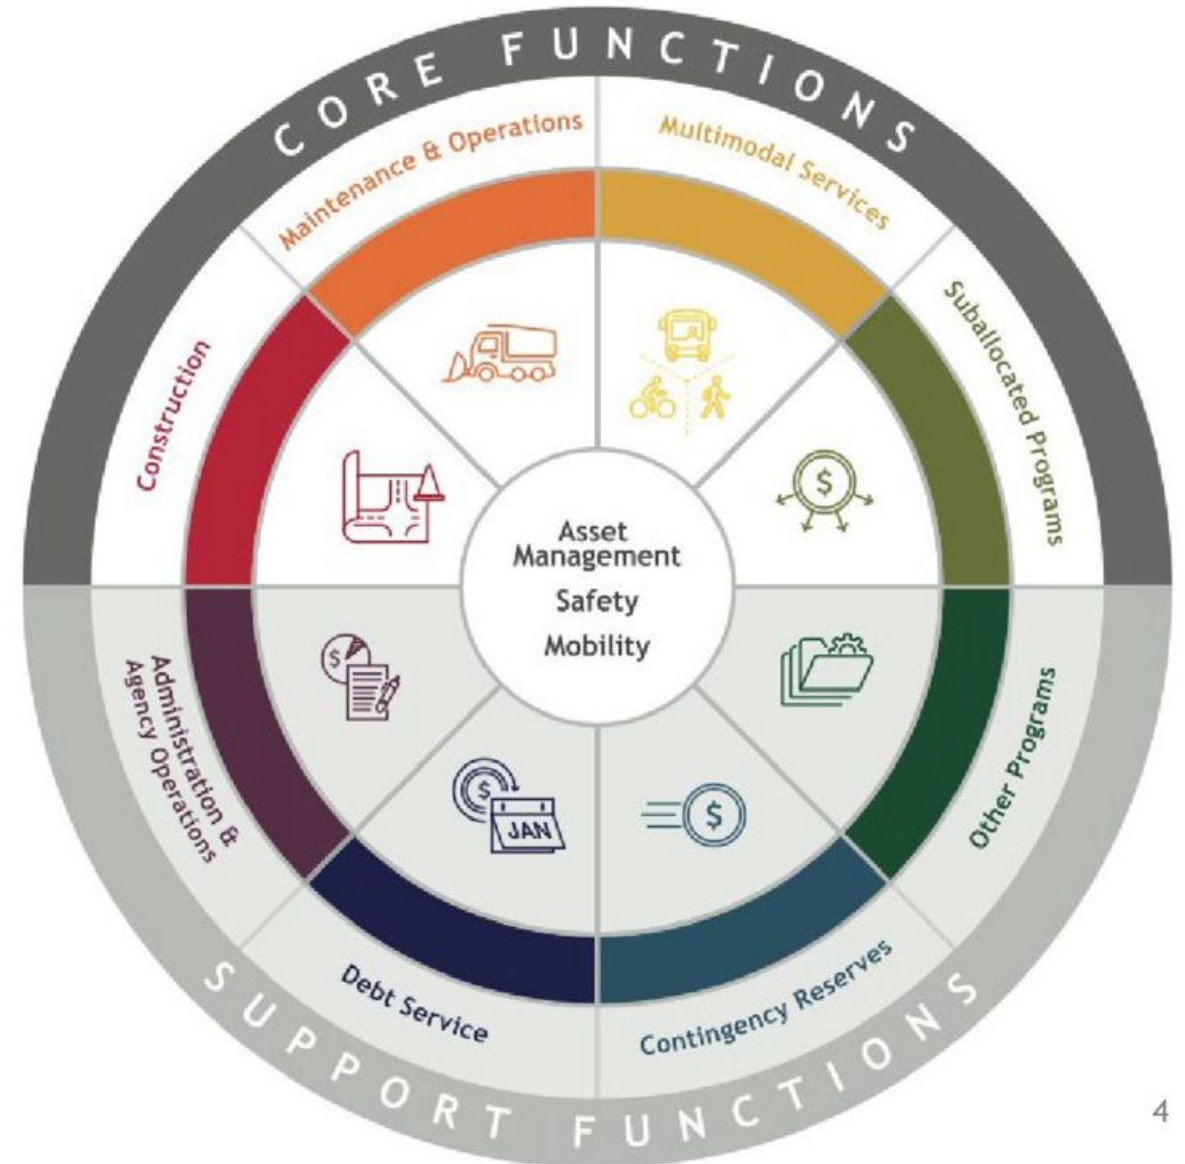 CORE FUNCTIONS
Maintenance & Operations
Multimodal Services
Construction
Suballocated Programs
$
Asset
Management
Safety
Mobility
$
Administration &
Agency Operations
Other Programs
$
JAN
$
Debt Service
Contingency Reserves
SUPPORT FUNCTIONS
4